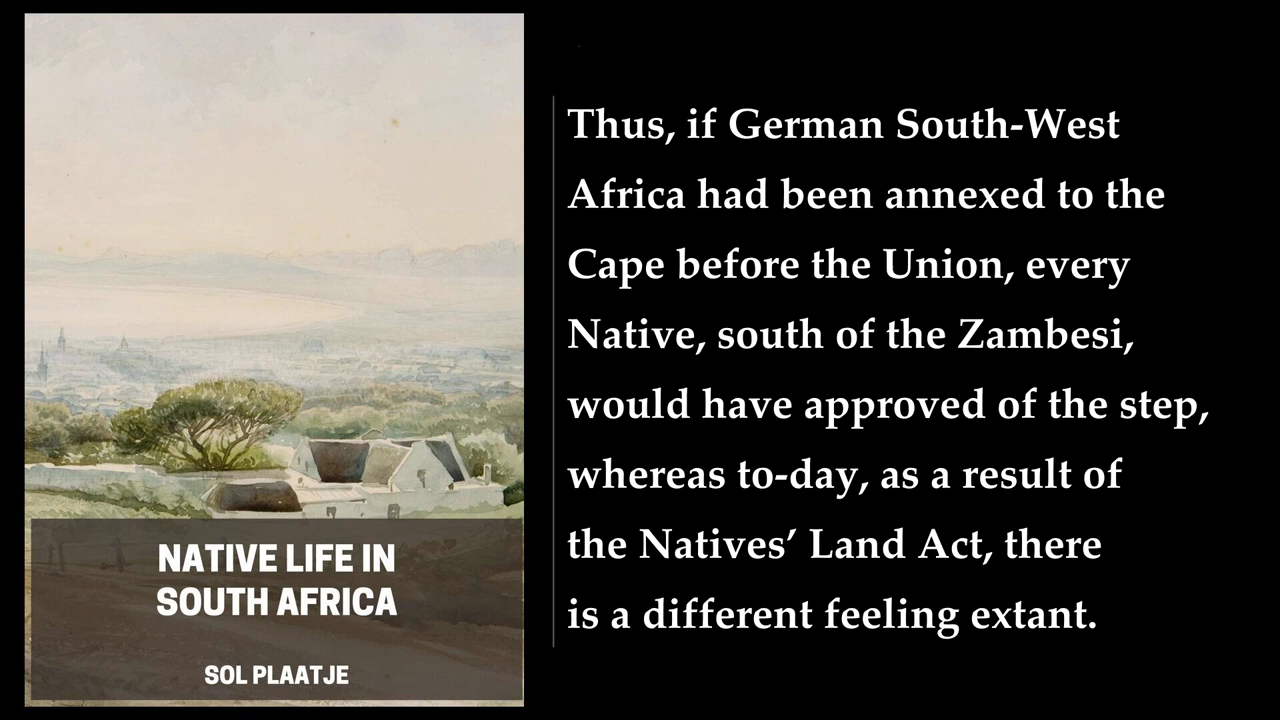 NATIVE LIFE IN
SOUTH AFRICA
SOL PLAATJE
Thus, if German South-West
Africa had been annexed to the
Cape before the Union, every
Native, south of the Zambesi,
would have approved of the step,
whereas to-day, as a result of
the Natives’ Land Act, there
is a different feeling extant.